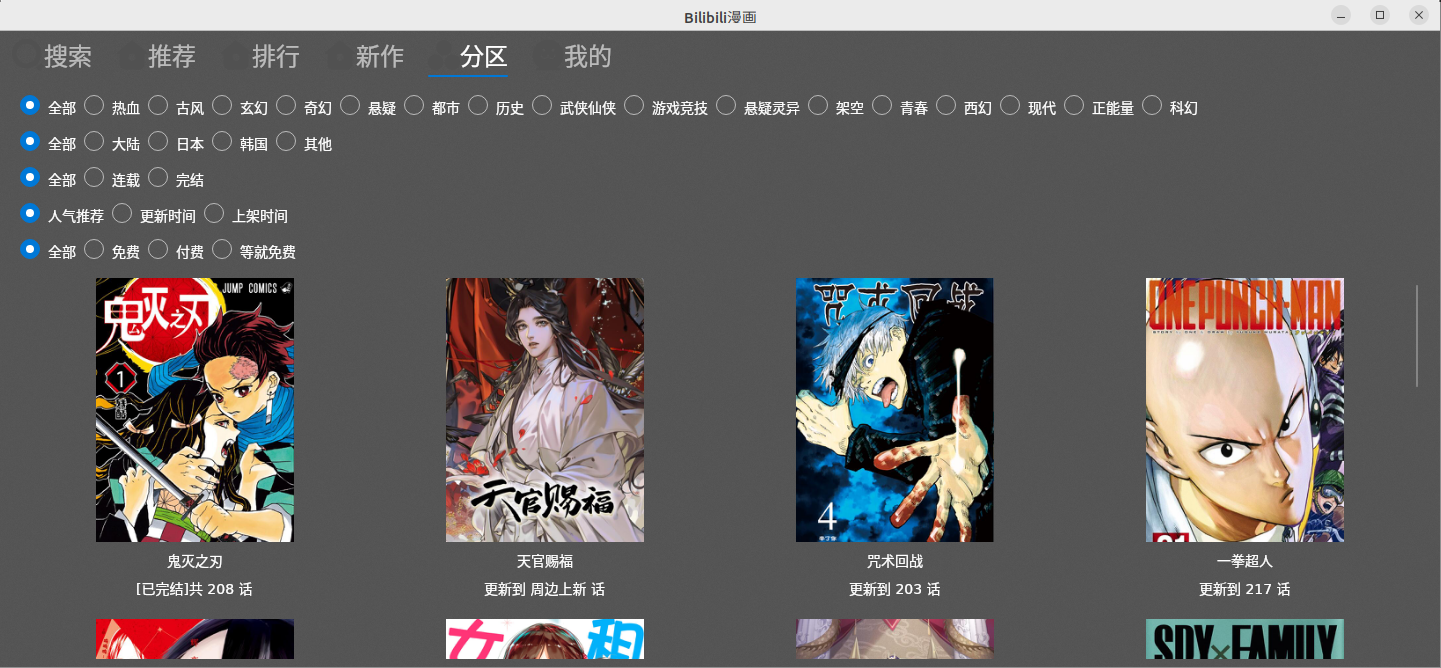 Bilibili漫画
搜索 推荐 排行 新作 分区 我的
全部 热血 古风 玄幻 奇幻 悬疑 都市 历史 武侠仙侠 游戏竞技 悬疑灵异 架空 青春 西幻 现代 正能量 科幻
全部 大陆 日本 韩国 其他
全部 连载 完结
人气推荐 更新时间 上架时间
全部 免费 付费 等就免费
JUMP COMICS
鬼灭之刃
1
天官赐福
咒术回战
4
ONE PUNCH-MAN
鬼灭之刃 天官赐福 咒术回战 一拳超人
[已完结]共 208 话 更新到 周边上新 话 更新到 203 话 更新到 217 话
女 相
SPY×FAMILY